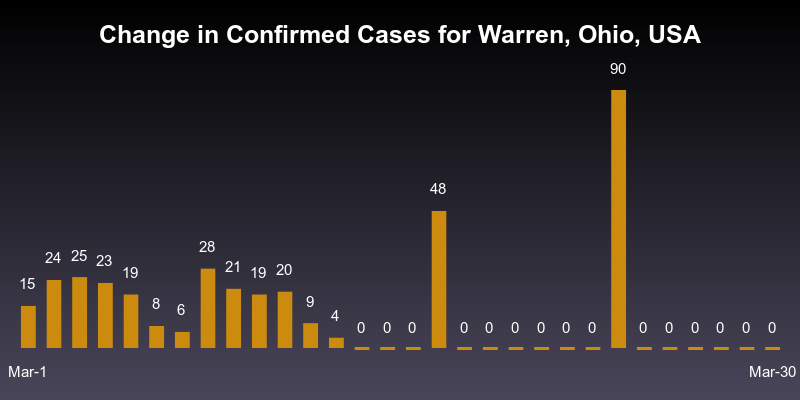 Change in Confirmed Cases for Warren, Ohio, USA
15 24 25 23 19 8 6 28 21 19 20 9 4 0 0 0 48 0 0 0 0 0 0 90 0 0 0 0 0 0
Mar-1 Mar-30